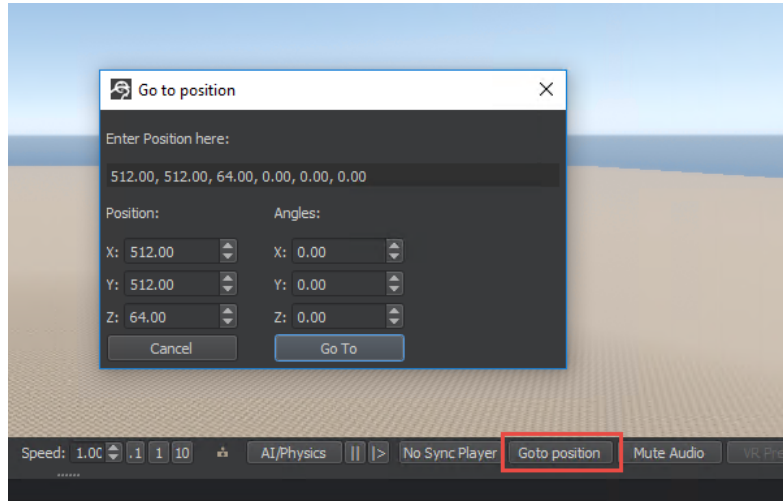 Go to position
Enter Position here:
512.00, 512.00, 64.00, 0.00, 0.00, 0.00
Position: Angles:
X: 512.00 X: 0.00
Y: 512.00 Y: 0.00
Z: 64.00 Z: 0.00
Cancel Go To
Speed: 1.00 .1 1 10 AI/Physics || |> No Sync Player Goto position Mute Audio VR Pre